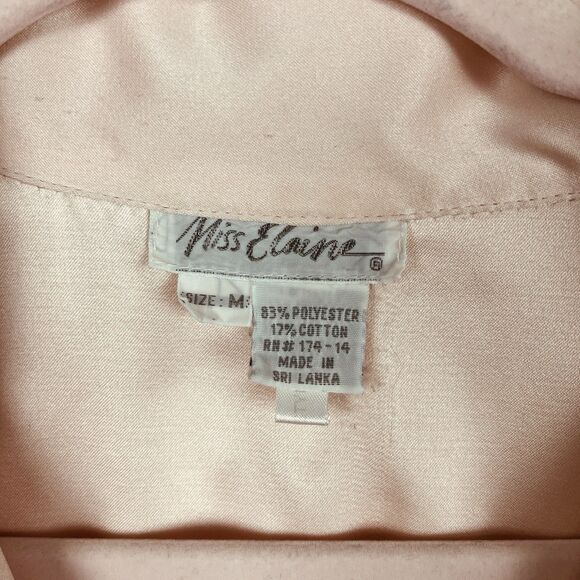 Miss Elaine
®
SIZE: M
83% POLYESTER
17% COTTON
RN# 174-14
MADE IN
SRI LANKA